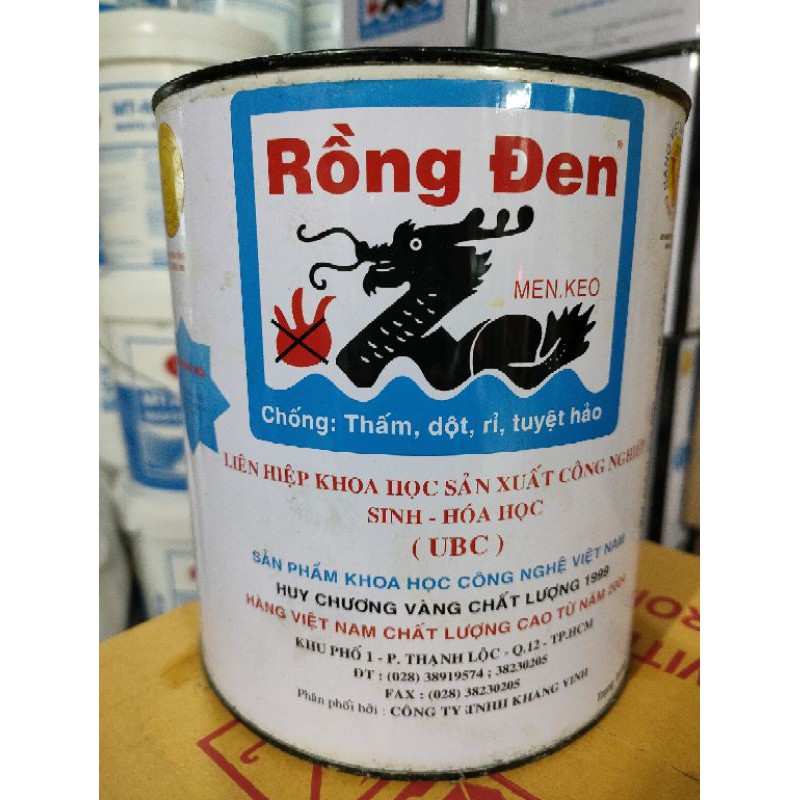 Rồng Đen
®
MEN.KEO
Chống: Thấm, dột, rỉ, tuyệt hảo
LIÊN HIỆP KHOA HỌC SẢN XUẤT CÔNG NGHIỆP
SINH - HÓA HỌC
( UBC )
SẢN PHẨM KHOA HỌC CÔNG NGHỆ VIỆT NAM
HUY CHƯƠNG VÀNG CHẤT LƯỢNG 1999
HÀNG VIỆT NAM CHẤT LƯỢNG CAO TỪ NĂM 2004
KHU PHỐ 1 - P. THẠNH LỘC - Q.12 - TP.HCM
ĐT : (028) 38919574 ; 38230205
FAX : (028) 38230205
Phân phối bởi : CÔNG TY TNHH KHANG VINH